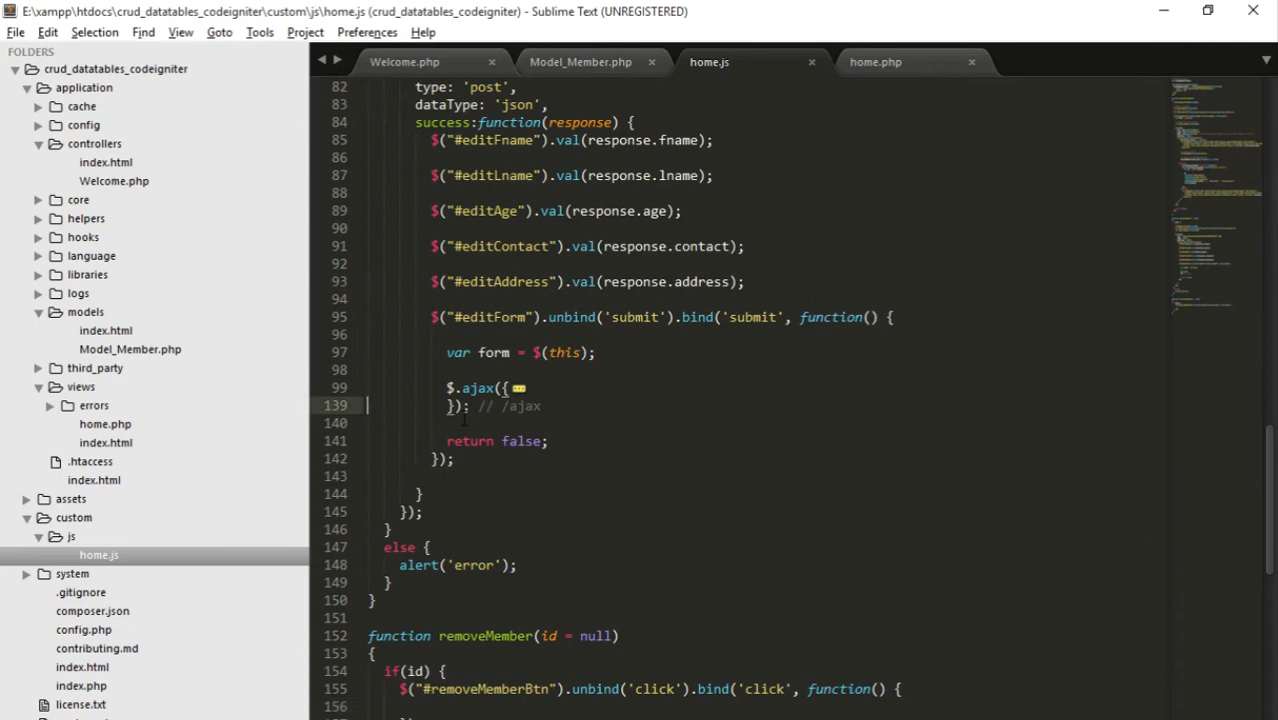 E:\xampp\htdocs\crud_datatables_codeigniter\custom\js\home.js (crud_datatables_codeigniter) - Sublime Text (UNREGISTERED)
File Edit Selection Find View Goto Tools Project Preferences Help
FOLDERS
crud_datatables_codeigniter
application
cache
config
controllers
index.html
Welcome.php
core
helpers
hooks
language
libraries
logs
models
index.html
Model_Member.php
third_party
views
errors
home.php
index.html
.htaccess
index.html
assets
custom
js
home.js
system
.gitignore
composer.json
config.php
contributing.md
index.html
index.php
license.txt
Welcome.php × Model_Member.php × home.js × home.php ×
82 type: 'post',
83 dataType: 'json',
84 success:function(response) {
85 $("#editFname").val(response.fname);
86
87 $("#editLname").val(response.lname);
88
89 $("#editAge").val(response.age);
90
91 $("#editContact").val(response.contact);
92
93 $("#editAddress").val(response.address);
94
95 $("#editForm").unbind('submit').bind('submit', function() {
96
97 var form = $(this);
98
99 $.ajax({
139 }); // /ajax
140
141 return false;
142 });
143
144 }
145 });
146 }
147 else {
148 alert('error');
149 }
150 }
151
152 function removeMember(id = null)
153 {
154 if(id) {
155 $("#removeMemberBtn").unbind('click').bind('click', function() {
156